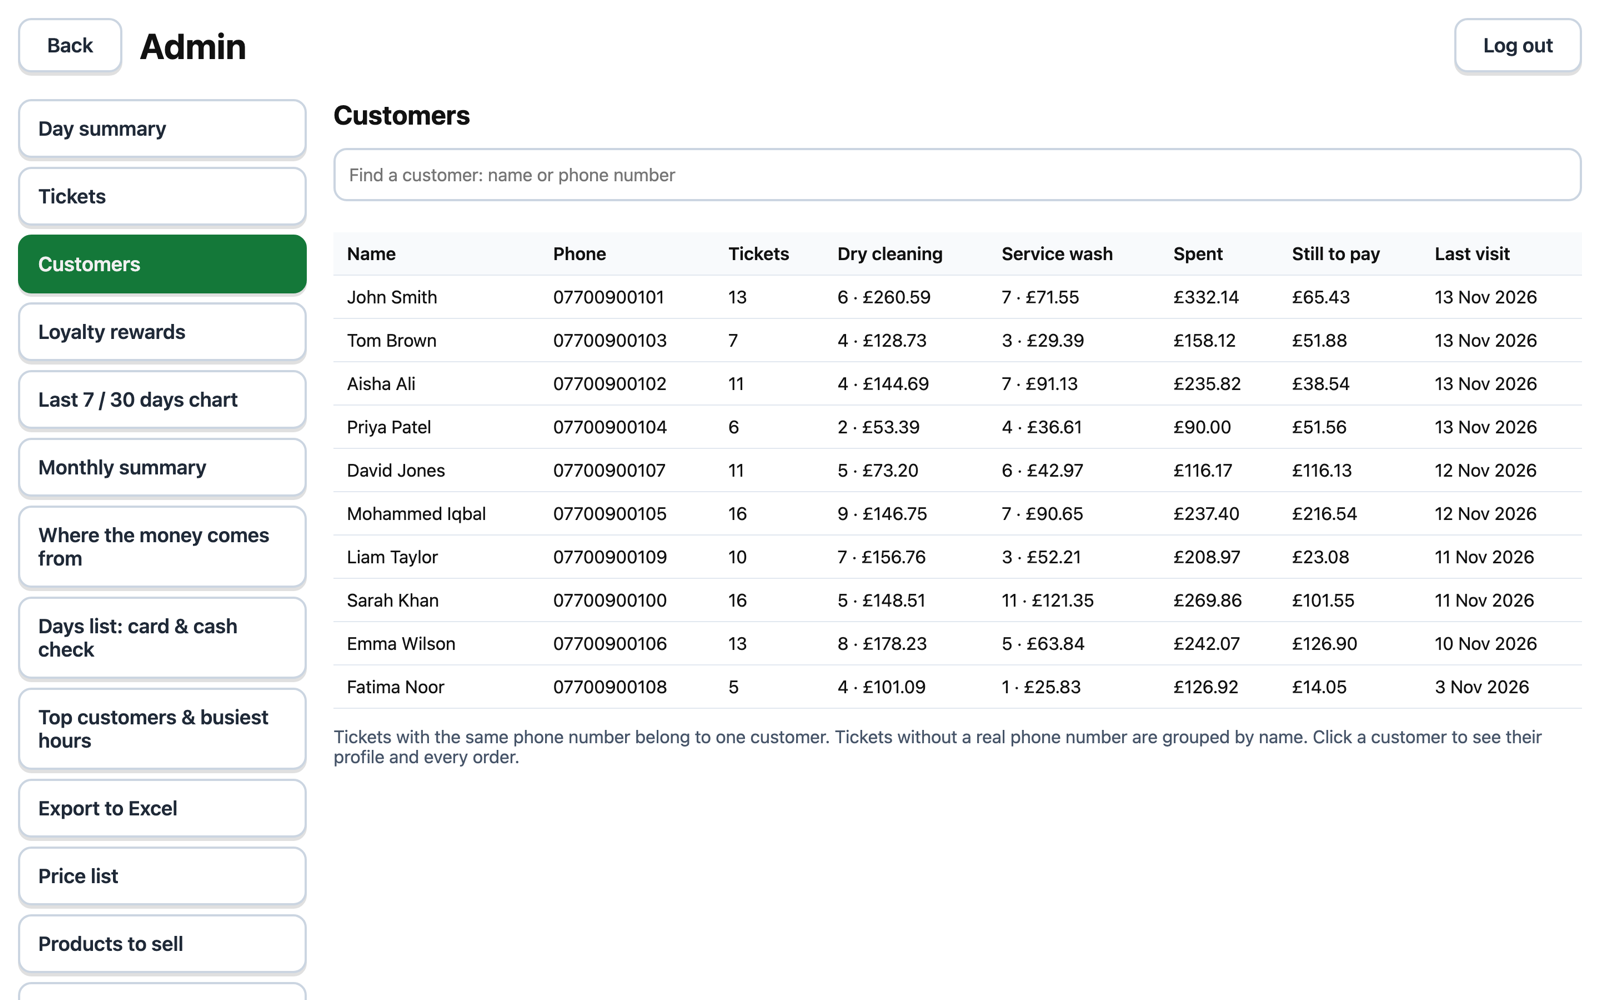 Back
Admin
Log out
Day summary
Tickets
Customers
Loyalty rewards
Last 7 / 30 days chart
Monthly summary
Where the money comes
from
Days list: card & cash
check
Top customers & busiest
hours
Export to Excel
Price list
Products to sell
Customers
Find a customer: name or phone number
Name Phone Tickets Dry cleaning Service wash Spent Still to pay Last visit
John Smith 07700900101 13 6 · £260.59 7 · £71.55 £332.14 £65.43 13 Nov 2026
Tom Brown 07700900103 7 4 · £128.73 3 · £29.39 £158.12 £51.88 13 Nov 2026
Aisha Ali 07700900102 11 4 · £144.69 7 · £91.13 £235.82 £38.54 13 Nov 2026
Priya Patel 07700900104 6 2 · £53.39 4 · £36.61 £90.00 £51.56 13 Nov 2026
David Jones 07700900107 11 5 · £73.20 6 · £42.97 £116.17 £116.13 12 Nov 2026
Mohammed Iqbal 07700900105 16 9 · £146.75 7 · £90.65 £237.40 £216.54 12 Nov 2026
Liam Taylor 07700900109 10 7 · £156.76 3 · £52.21 £208.97 £23.08 11 Nov 2026
Sarah Khan 07700900100 16 5 · £148.51 11 · £121.35 £269.86 £101.55 11 Nov 2026
Emma Wilson 07700900106 13 8 · £178.23 5 · £63.84 £242.07 £126.90 10 Nov 2026
Fatima Noor 07700900108 5 4 · £101.09 1 · £25.83 £126.92 £14.05 3 Nov 2026
Tickets with the same phone number belong to one customer. Tickets without a real phone number are grouped by name. Click a customer to see their
profile and every order.